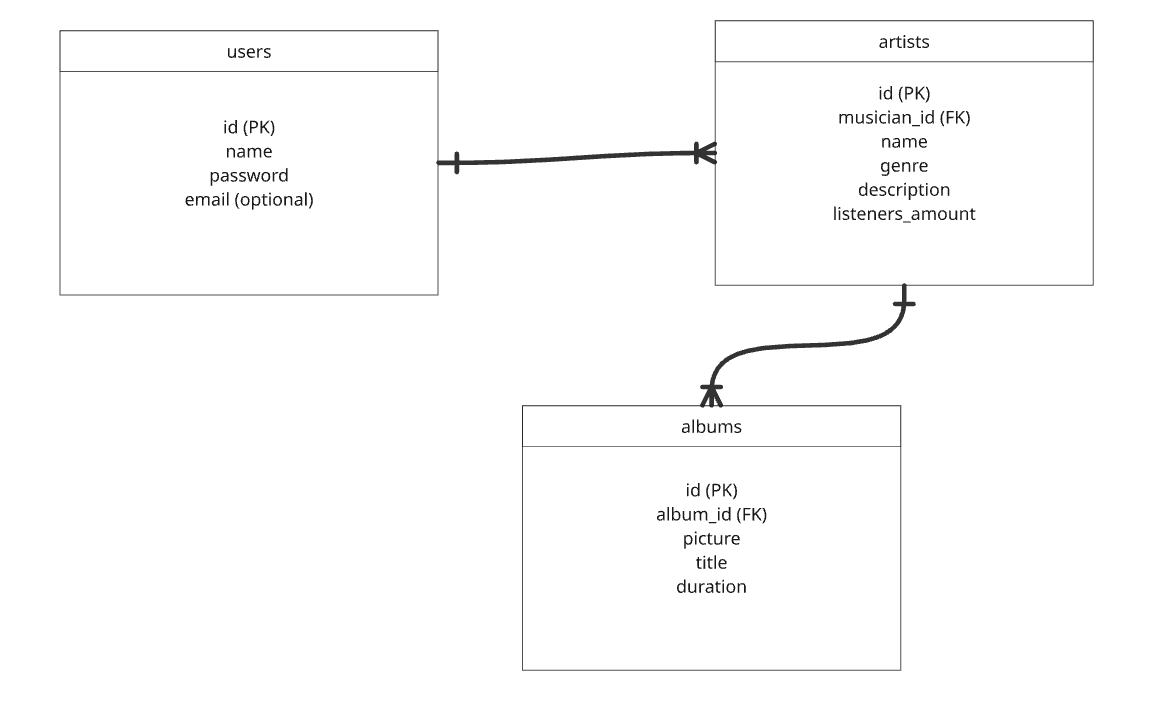 users
id (PK)
name
password
email (optional)
artists
id (PK)
musician_id (FK)
name
genre
description
listeners_amount
albums
id (PK)
album_id (FK)
picture
title
duration